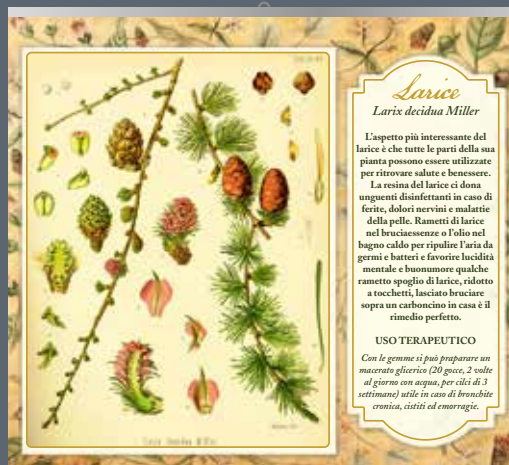 Larice
Larix decidua Miller
L'aspetto più interessante del
larice è che tutte le parti della sua
pianta possono essere utilizzate
per ritrovare salute e benessere.
La resina del larice ci dona
unguenti disinfettanti in caso di
ferite, dolori nervini e malattie
della pelle. Rametti di larice
nel bruciaessenze o l'olio nel
bagno caldo per ripulire l'aria da
germi e batteri e favorire lucidità
mentale e buonumore qualche
rametto spoglio di larice, ridotto
a tocchetti, lasciato bruciare
sopra un carboncino in casa è il
rimedio perfetto.
USO TERAPEUTICO
Con le gemme si può praparare un
macerato glicerico (20 gocce, 2 volte
al giorno con acqua, per cilci di 3
settimane) utile in caso di bronchite
cronica, cistiti ed emorragie.
Larix decidua Mill.